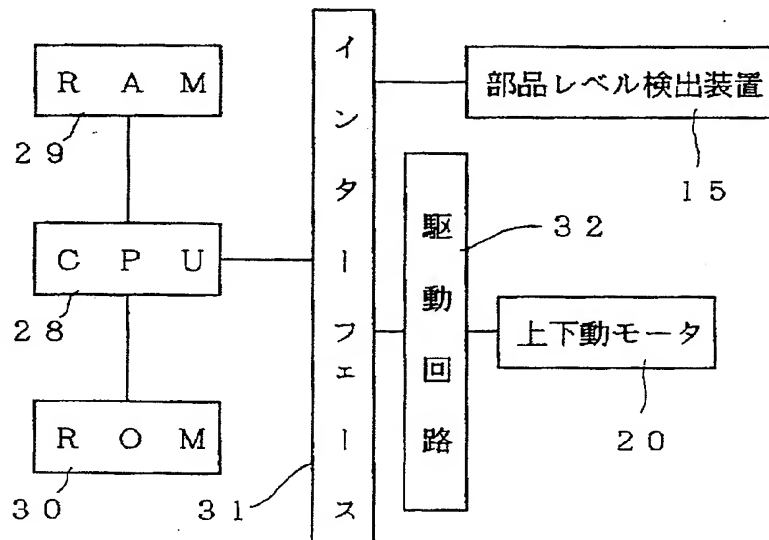 RAM
29
CPU
28
ROM
30
インターフェース
31
部品レベル検出装置
15
駆動回路
32
上下動モータ
20